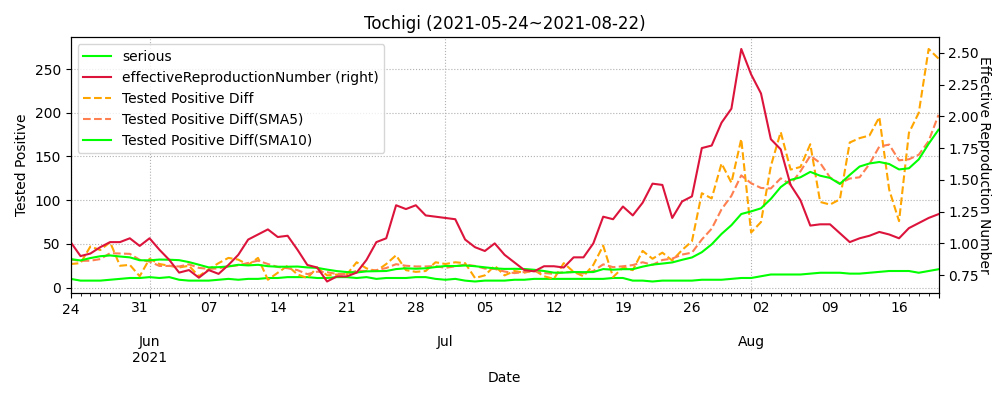 Tochigi (2021-05-24~2021-08-22)
serious
effectiveReproductionNumber (right)
Tested Positive Diff
Tested Positive Diff(SMA5)
Tested Positive Diff(SMA10)
Tested Positive
250
200
150
100
50
0
2.50
2.25
2.00
1.75
1.50
1.25
1.00
0.75
Effective Reproduction Number
24 31 07 14 21 28 05 12 19 26 02 09 16
Jun Jul Aug
2021
Date